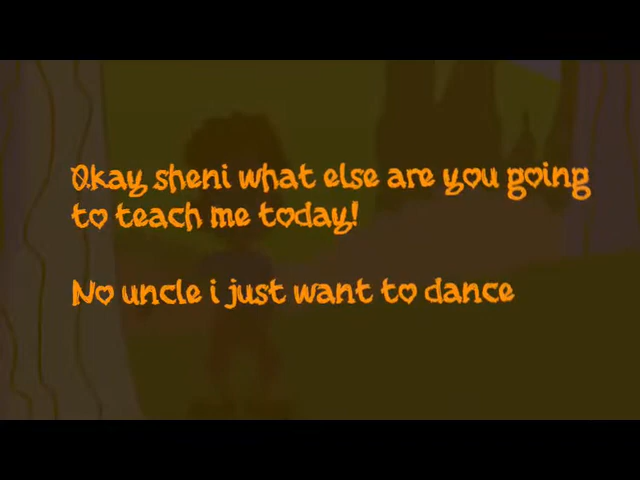 Okay sheni what else are you going
to teach me today!
No uncle i just want to dance